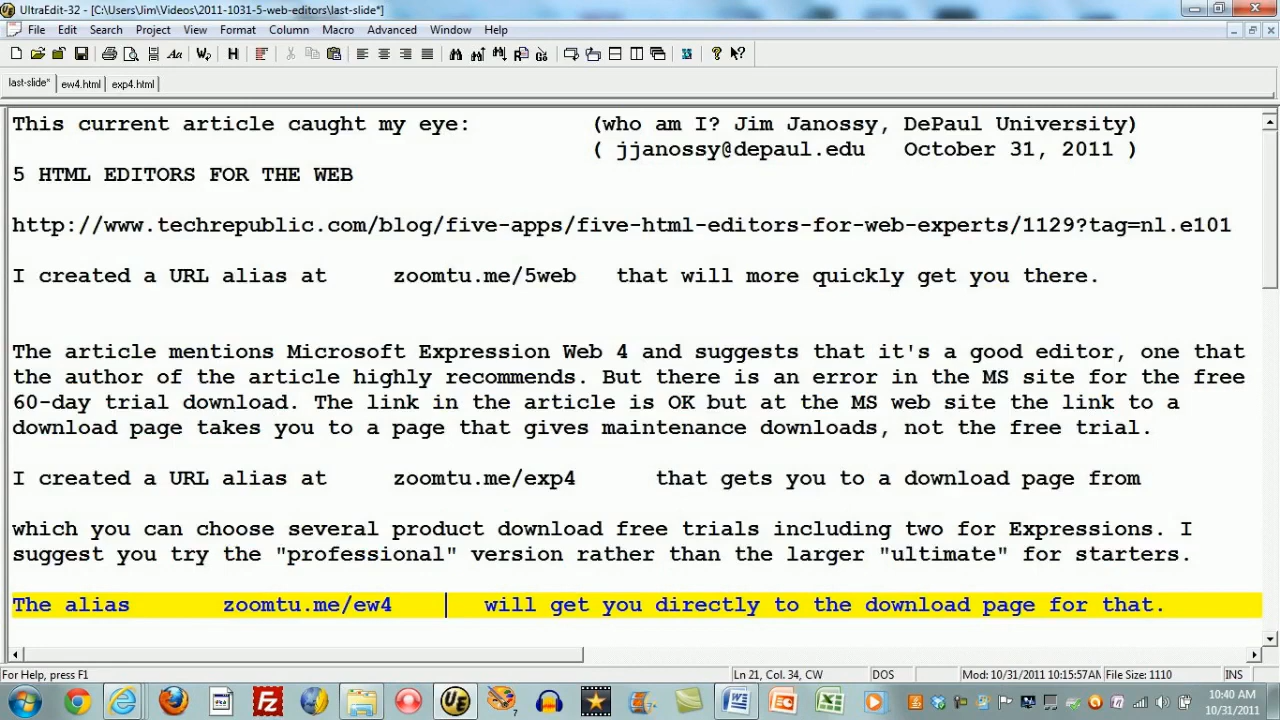 UltraEdit-32 - [C:\Users\Jim\Videos\2011-1031-5-web-editors\last-slide*]
File Edit Search Project View Format Column Macro Advanced Window Help
last-slide* ew4.html exp4.html
This current article caught my eye: (who am I? Jim Janossy, DePaul University)
( jjanossy@depaul.edu October 31, 2011 )
5 HTML EDITORS FOR THE WEB
http://www.techrepublic.com/blog/five-apps/five-html-editors-for-web-experts/1129?tag=nl.e101
I created a URL alias at zoomtu.me/5web that will more quickly get you there.
The article mentions Microsoft Expression Web 4 and suggests that it's a good editor, one that
the author of the article highly recommends. But there is an error in the MS site for the free
60-day trial download. The link in the article is OK but at the MS web site the link to a
download page takes you to a page that gives maintenance downloads, not the free trial.
I created a URL alias at zoomtu.me/exp4 that gets you to a download page from
which you can choose several product download free trials including two for Expressions. I
suggest you try the "professional" version rather than the larger "ultimate" for starters.
The alias zoomtu.me/ew4 will get you directly to the download page for that.
For Help, press F1 Ln 21, Col. 34, CW DOS Mod: 10/31/2011 10:15:57AM File Size: 1110 INS
10:40 AM
10/31/2011